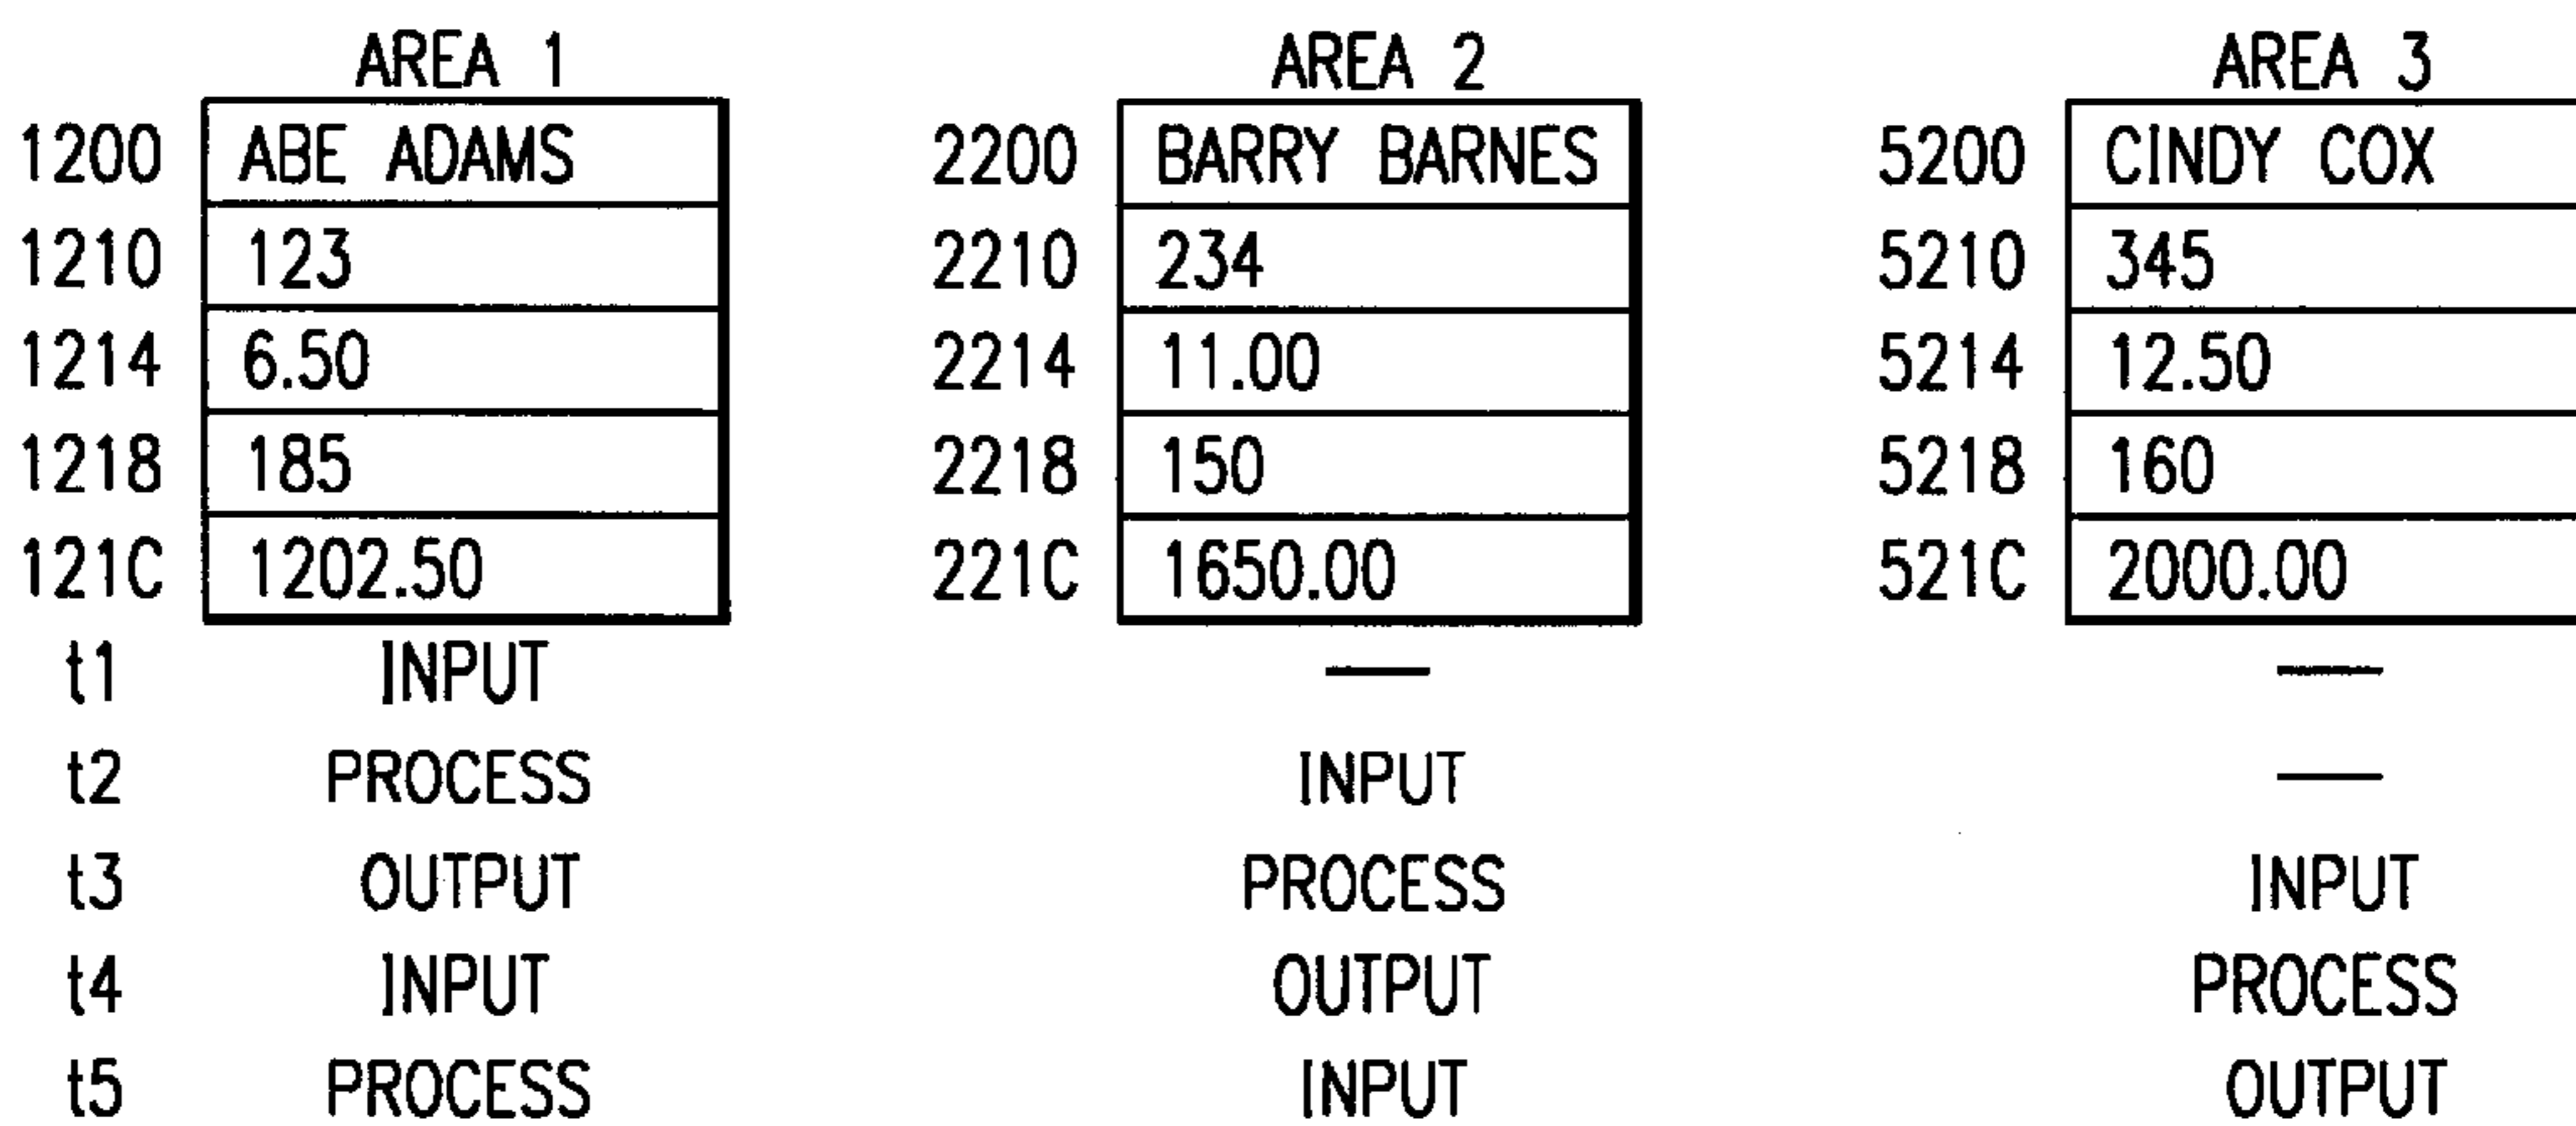 AREA 1 AREA 2 AREA 3
1200 ABE ADAMS 2200 BARRY BARNES 5200 CINDY COX
1210 123 2210 234 5210 345
1214 6.50 2214 11.00 5214 12.50
1218 185 2218 150 5218 160
121C 1202.50 221C 1650.00 521C 2000.00
t1 INPUT — —
t2 PROCESS INPUT —
t3 OUTPUT PROCESS INPUT
t4 INPUT OUTPUT PROCESS
t5 PROCESS INPUT OUTPUT